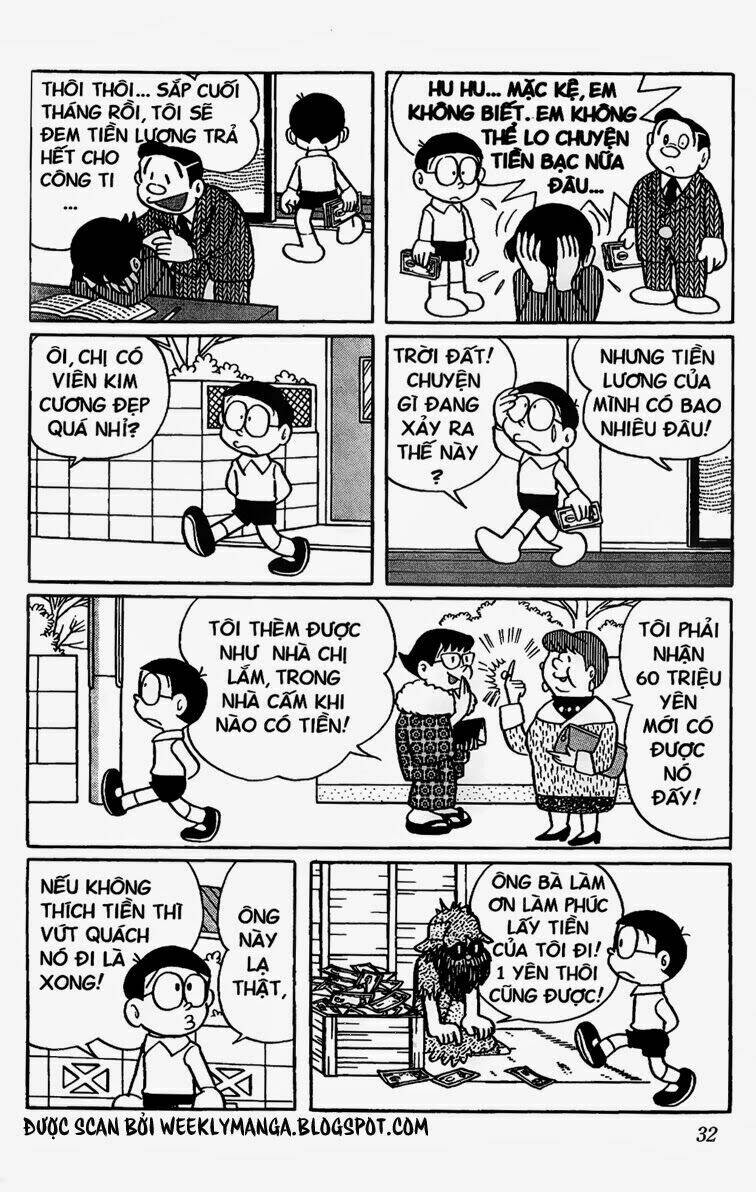 THÔI THÔI... SẮP CUỐI
THÁNG RỒI, TÔI SẼ
ĐEM TIỀN LƯƠNG TRẢ
HẾT CHO
CÔNG TI
...
HU HU... MẶC KỆ, EM
KHÔNG BIẾT. EM KHÔNG
THỂ LO CHUYỆN
TIỀN BẠC NỮA
ĐÂU...
ÔI, CHỊ CÓ
VIÊN KIM
CƯƠNG ĐẸP
QUÁ NHỈ?
TRỜI ĐẤT!
CHUYỆN
GÌ ĐANG
XẢY RA
THẾ NÀY
?
NHƯNG TIỀN
LƯƠNG CỦA
MÌNH CÓ BAO
NHIÊU ĐÂU!
TÔI THÈM ĐƯỢC
NHƯ NHÀ CHỊ
LẮM, TRONG
NHÀ CẤM KHI
NÀO CÓ TIỀN!
TÔI PHẢI
NHẬN
60 TRIỆU
YÊN
MỚI CÓ
ĐƯỢC
NÓ
ĐẤY!
NẾU KHÔNG
THÍCH TIỀN THÌ
VỨT QUÁCH
NÓ ĐI LÀ
XONG!
ÔNG
NÀY
LẠ
THẬT,
ÔNG BÀ LÀM
ƠN LÀM PHÚC
LẤY TIỀN
CỦA TÔI ĐI!
1 YÊN THÔI
CŨNG ĐƯỢC!
ĐƯỢC SCAN BỞI WEEKLYMANGA.BLOGSPOT.COM
32